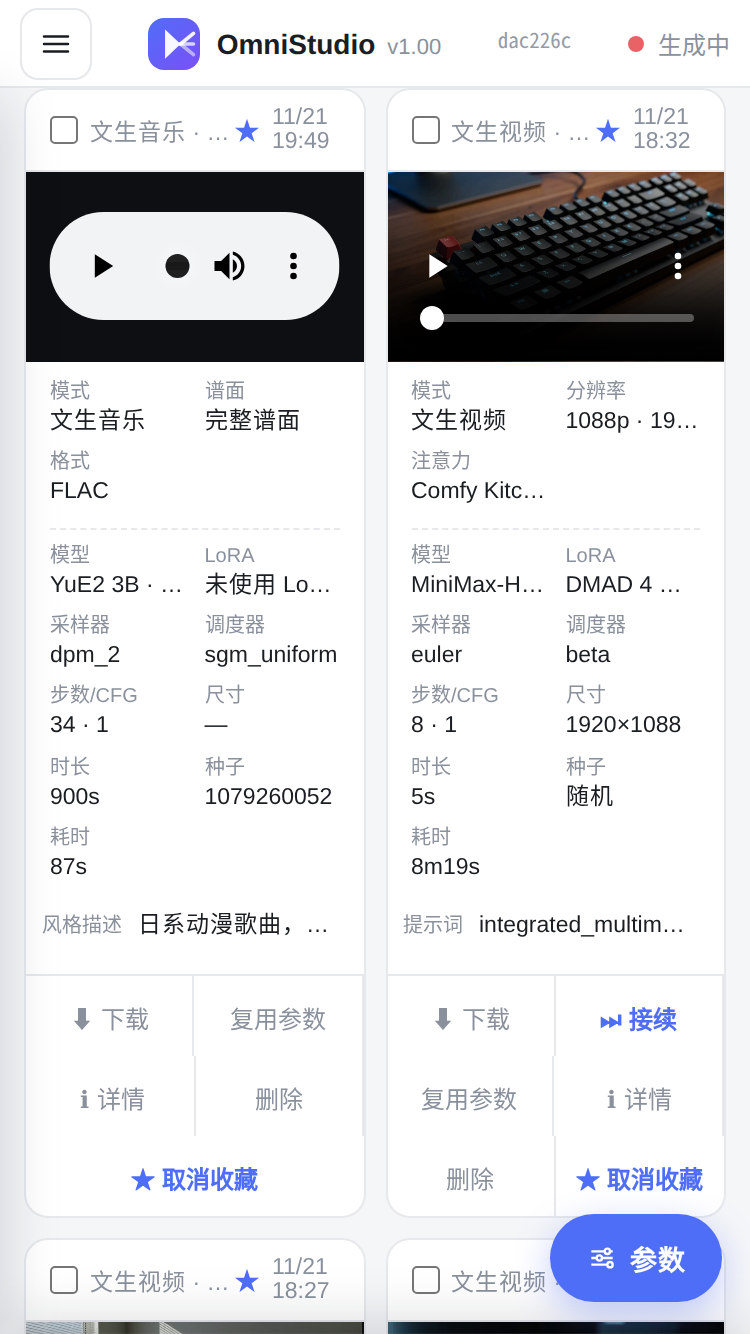 OmniStudio v1.00 dac226c 生成中
文生音乐 · … ★ 11/21 19:49
模式 谱面
文生音乐 完整谱面
格式
FLAC
模型 LoRA
YuE2 3B · … 未使用 Lo…
采样器 调度器
dpm_2 sgm_uniform
步数/CFG 尺寸
34 · 1 —
时长 种子
900s 1079260052
耗时
87s
风格描述 日系动漫歌曲，…
⬇ 下载 复用参数
ℹ 详情 删除
★ 取消收藏
文生视频 · … ★ 11/21 18:32
模式 分辨率
文生视频 1088p · 19…
注意力
Comfy Kitc…
模型 LoRA
MiniMax-H… DMAD 4 …
采样器 调度器
euler beta
步数/CFG 尺寸
8 · 1 1920×1088
时长 种子
5s 随机
耗时
8m19s
提示词 integrated_multim…
⬇ 下载 ⏭ 接续
复用参数 ℹ 详情
删除 ★ 取消收藏
文生视频 · … ★ 11/21 18:27
文生视频
参数